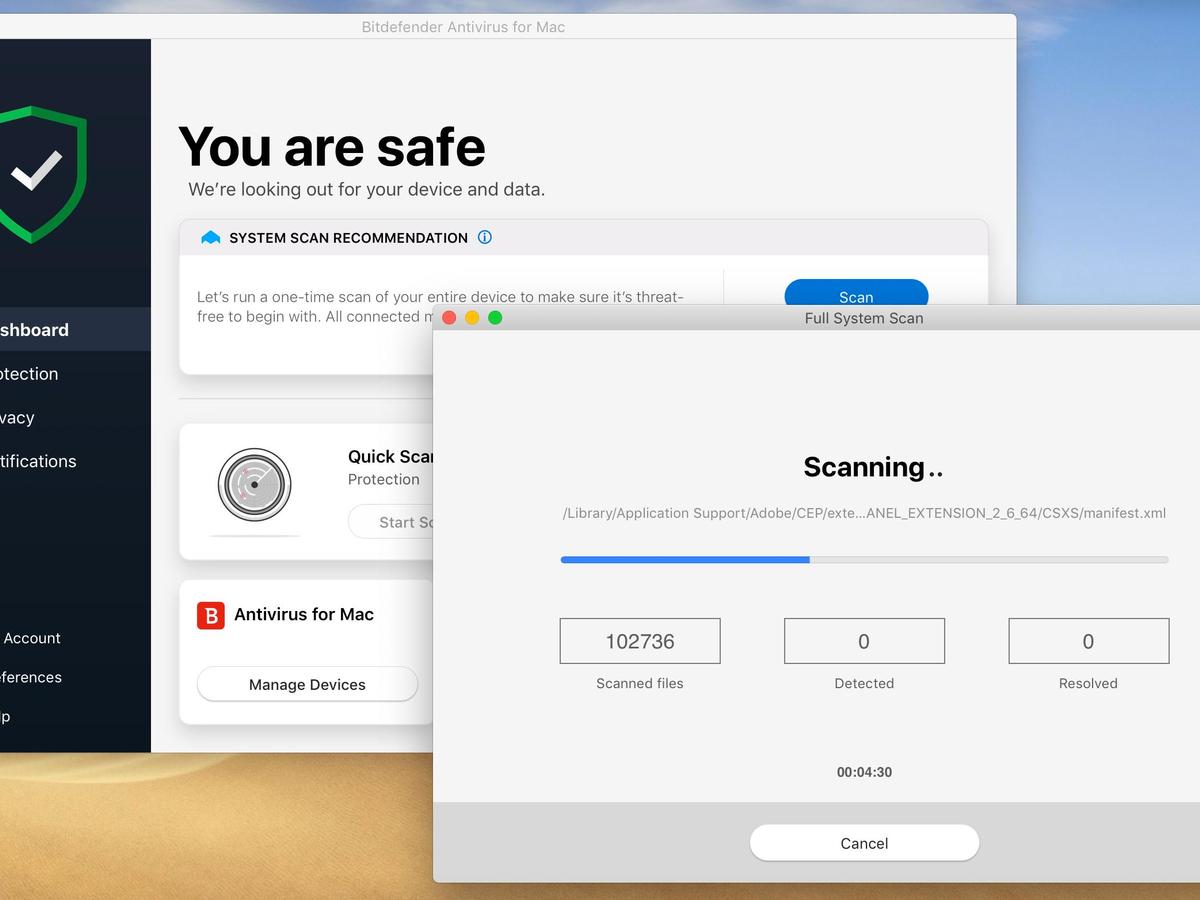 Bitdefender Antivirus for Mac
You are safe
We're looking out for your device and data.
SYSTEM SCAN RECOMMENDATION
Let's run a one-time scan of your entire device to make sure it's threat-
free to begin with. All connected m
Scan
shboard
otection
vacy
tifications
Account
eferences
lp
Quick Scan
Protection
Start Sc
B Antivirus for Mac
Manage Devices
Full System Scan
Scanning..
/Library/Application Support/Adobe/CEP/exte...ANEL_EXTENSION_2_6_64/CSXS/manifest.xml
102736
0
0
Scanned files
Detected
Resolved
00:04:30
Cancel